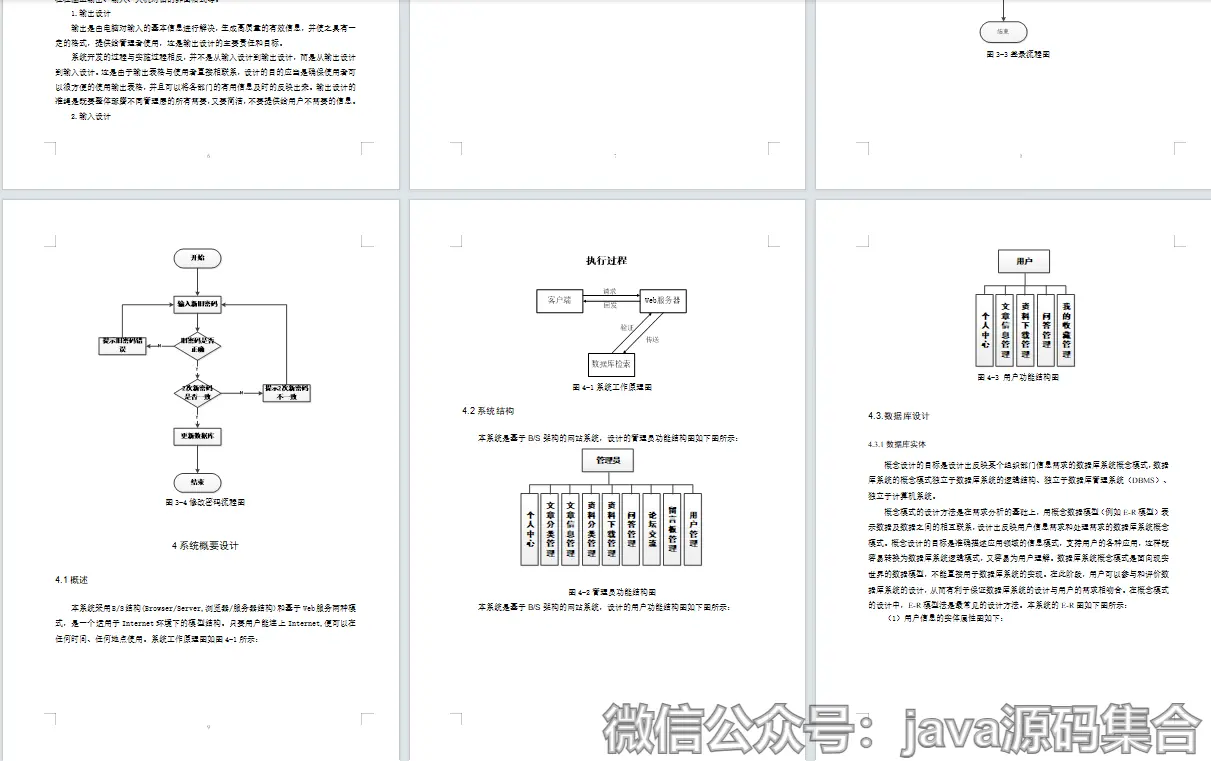 1. 输出设计
输出是由电脑对输入的基本信息进行解决,生成高质量的有效信息,并使之具有一
定的格式,提供给管理者使用,这是输出设计的主要责任和目标。
系统开发的过程与实施过程相反,并不是从输入设计到输出设计,而是从输出设计
到输入设计。这是由于输出表格与使用者直接相联系,设计的目的应当是确保使用者可
以很方便的使用输出表格,并且可以将各部门的有用信息及时的反映出来。输出设计的
准绳是既要整体琢磨不同管理层的所有需要,又要简洁,不要提供给用户不需要的信息。
2. 输入设计
6
7
结束
图 3-3 登录流程图
8
开始
输入新旧密码
提示旧密码错
误
旧密码是否
正确
N
Y
2次新密码
是否一致
N
提示2次新密码
不一致
Y
更新数据库
结束
图 3-4 修改密码流程图
4 系统概要设计
4.1 概述
本系统采用B/S结构(Browser/Server,浏览器/服务器结构)和基于Web服务两种模
式,是一个适用于Internet环境下的模型结构。只要用户能连上Internet,便可以在
任何时间、任何地点使用。系统工作原理图如图4-1所示:
9
执行过程
客户端
请求
回发
Web服务器
验证
传送
数据库检索
图 4-1 系统工作原理图
4.2 系统结构
本系统是基于 B/S 架构的网站系统,设计的管理员功能结构图如下图所示:
管理员
个人中心
文章分类管理
文章信息管理
资料分类管理
资料下载管理
问答管理
论坛交流
留言板管理
用户管理
图 4-2 管理员功能结构图
本系统是基于 B/S 架构的网站系统,设计的用户功能结构图如下图所示:
用户
个人中心
文章信息管理
资料下载管理
问答管理
我的收藏管理
图 4-3 用户功能结构图
4.3.数据库设计
4.3.1 数据库实体
概念设计的目标是设计出反映某个组织部门信息需求的数据库系统概念模式,数据
库系统的概念模式独立于数据库系统的逻辑结构、独立于数据库管理系统(DBMS)、
独立于计算机系统。
概念模式的设计方法是在需求分析的基础上,用概念数据模型(例如 E-R 模型)表
示数据及数据之间的相互联系,设计出反映用户信息需求和处理需求的数据库系统概念
模式。概念设计的目标是准确描述应用领域的信息模式,支持用户的各种应用,这样既
容易转换为数据库系统逻辑模式,又容易为用户理解。数据库系统概念模式是面向现实
世界的数据模型,不能直接用于数据库系统的实现。在此阶段,用户可以参与和评价数
据库系统的设计,从而有利于保证数据库系统的设计与用户的需求相吻合。在概念模式
的设计中,E-R 模型法是最常见的设计方法。本系统的 E-R 图如下图所示:
(1)用户信息的实体属性图如下:
微信公众号:java源码集合